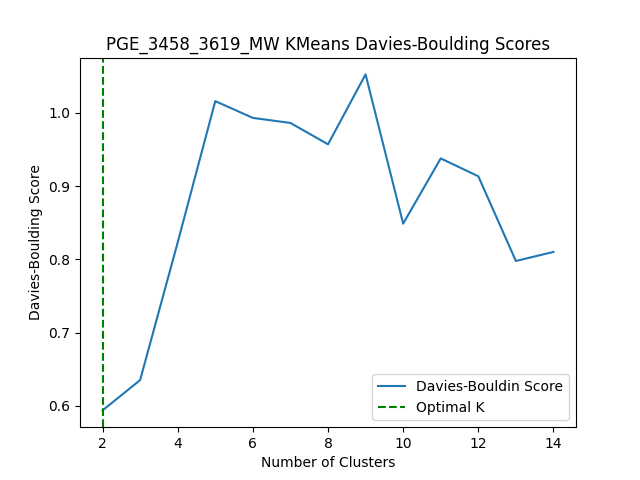 PGE_3458_3619_MW KMeans Davies-Boulding Scores
Davies-Boulding Score
1.0
0.9
0.8
0.7
0.6
Davies-Bouldin Score
Optimal K
2 4 6 8 10 12 14
Number of Clusters